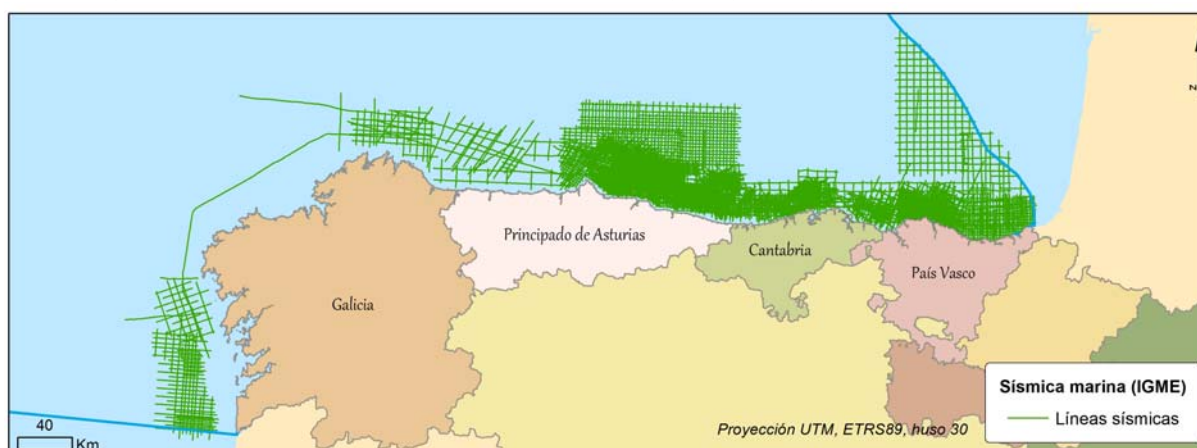 N
Principado de Asturias
Cantabria
País Vasco
Galicia
Sísmica marina (IGME)
Líneas sísmicas
40
Km
Proyección UTM, ETRS89, huso 30